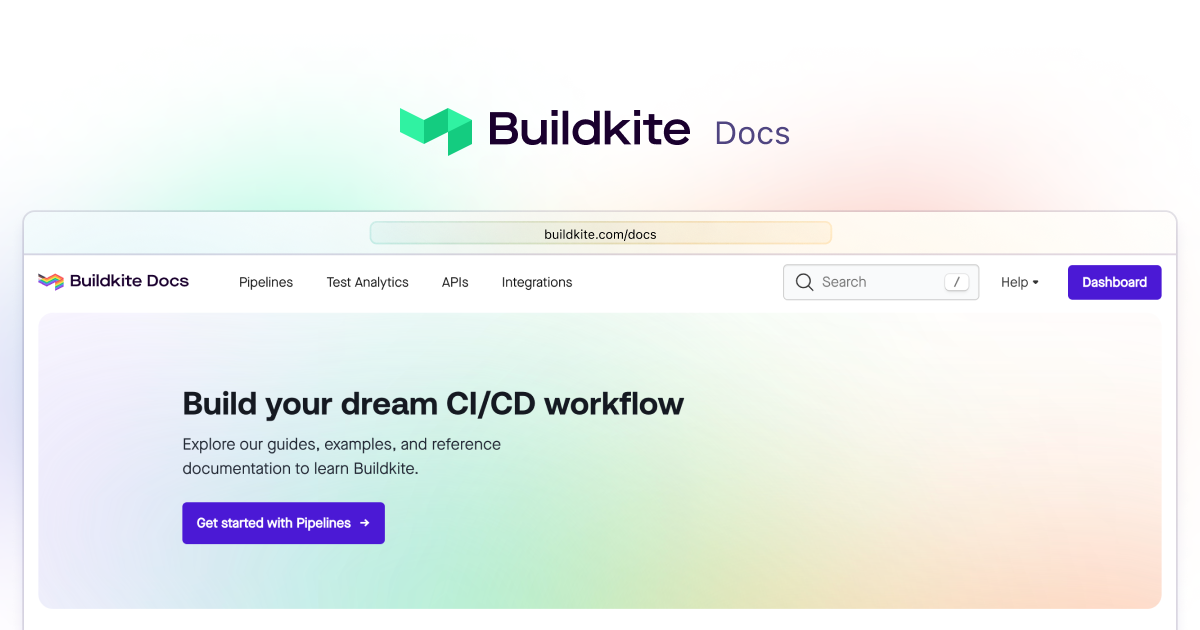 Buildkite Docs
buildkite.com/docs
Buildkite Docs Pipelines Test Analytics APIs Integrations Search / Help Dashboard
Build your dream CI/CD workflow
Explore our guides, examples, and reference
documentation to learn Buildkite.
Get started with Pipelines →